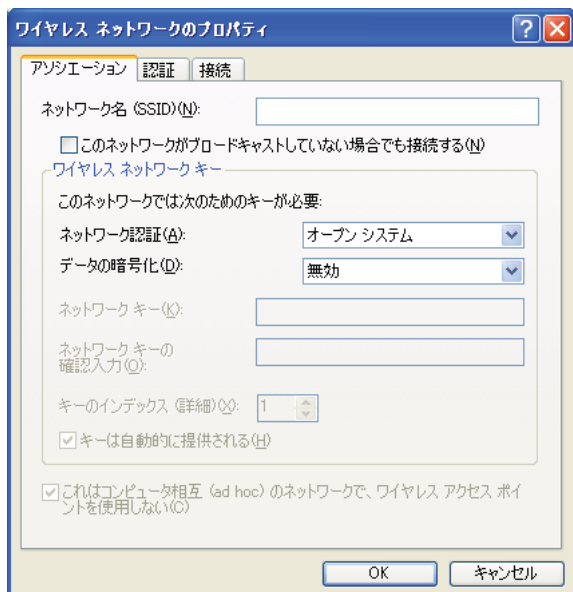 ワイヤレス ネットワークのプロパティ
アソシエーション 認証 接続
ネットワーク名 (SSID)(N):
このネットワークがブロードキャストしていない場合でも接続する(N)
ワイヤレス ネットワーク キー
このネットワークでは次のためのキーが必要:
ネットワーク認証(A): オープン システム
データの暗号化(D): 無効
ネットワーク キー(K):
ネットワーク キーの
確認入力(O):
キーのインデックス (詳細)(X): 1
キーは自動的に提供される(H)
これはコンピュータ相互 (ad hoc) のネットワークで、ワイヤレス アクセス ポイ
ントを使用しない(C)
OK キャンセル